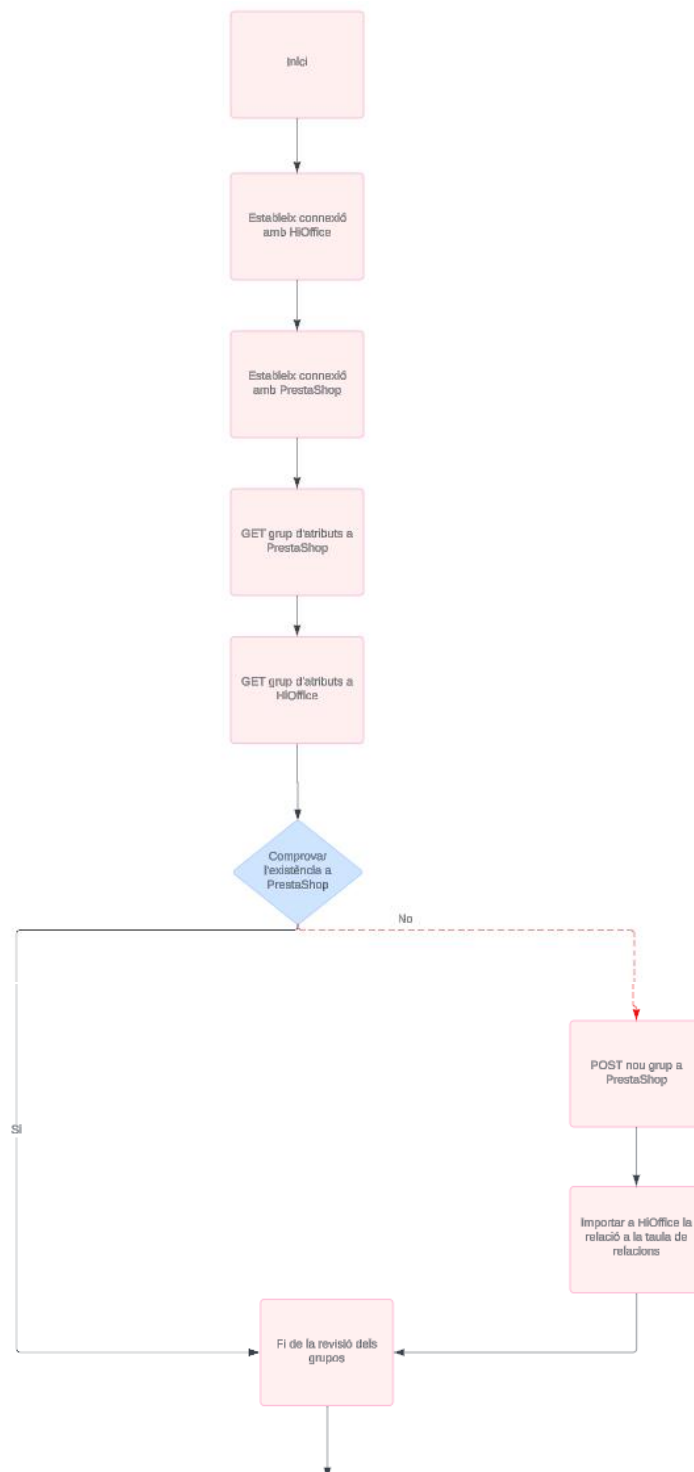 Inici
Estableix connexió
amb HiOffice
Estableix connexió
amb PrestaShop
GET grup d'atributs a
PrestaShop
GET grup d'atributs a
HiOffice
Comprovar
l'existència a
PrestaShop
No
POST nou grup a
PrestaShop
Sí
Importar a HiOffice la
relació a la taula de
relacions
Fi de la revisió dels
grupos